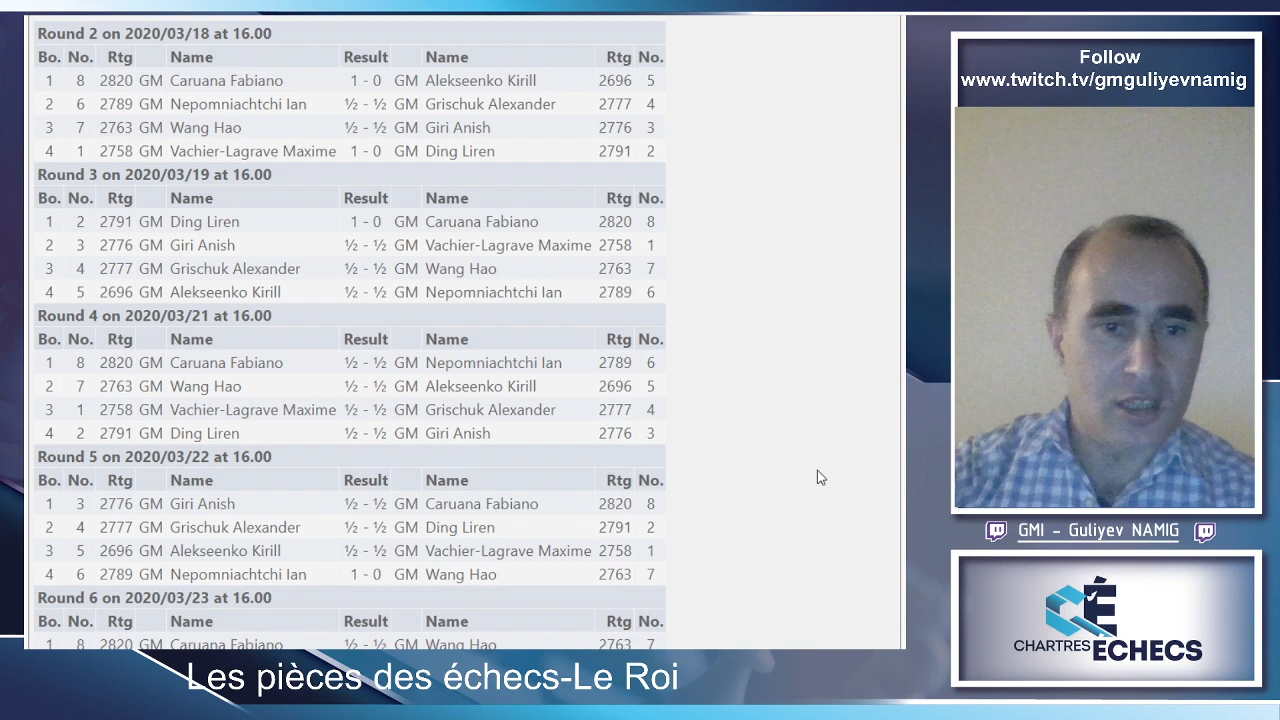 Round 2 on 2020/03/18 at 16.00
Bo. No. Rtg Name Result Name Rtg No.
1 8 2820 GM Caruana Fabiano 1 - 0 GM Alekseenko Kirill 2696 5
2 6 2789 GM Nepomniachtchi Ian ½ - ½ GM Grischuk Alexander 2777 4
3 7 2763 GM Wang Hao ½ - ½ GM Giri Anish 2776 3
4 1 2758 GM Vachier-Lagrave Maxime 1 - 0 GM Ding Liren 2791 2
Round 3 on 2020/03/19 at 16.00
Bo. No. Rtg Name Result Name Rtg No.
1 2 2791 GM Ding Liren 1 - 0 GM Caruana Fabiano 2820 8
2 3 2776 GM Giri Anish ½ - ½ GM Vachier-Lagrave Maxime 2758 1
3 4 2777 GM Grischuk Alexander ½ - ½ GM Wang Hao 2763 7
4 5 2696 GM Alekseenko Kirill ½ - ½ GM Nepomniachtchi Ian 2789 6
Round 4 on 2020/03/21 at 16.00
Bo. No. Rtg Name Result Name Rtg No.
1 8 2820 GM Caruana Fabiano ½ - ½ GM Nepomniachtchi Ian 2789 6
2 7 2763 GM Wang Hao ½ - ½ GM Alekseenko Kirill 2696 5
3 1 2758 GM Vachier-Lagrave Maxime ½ - ½ GM Grischuk Alexander 2777 4
4 2 2791 GM Ding Liren ½ - ½ GM Giri Anish 2776 3
Round 5 on 2020/03/22 at 16.00
Bo. No. Rtg Name Result Name Rtg No.
1 3 2776 GM Giri Anish ½ - ½ GM Caruana Fabiano 2820 8
2 4 2777 GM Grischuk Alexander ½ - ½ GM Ding Liren 2791 2
3 5 2696 GM Alekseenko Kirill ½ - ½ GM Vachier-Lagrave Maxime 2758 1
4 6 2789 GM Nepomniachtchi Ian 1 - 0 GM Wang Hao 2763 7
Round 6 on 2020/03/23 at 16.00
Bo. No. Rtg Name Result Name Rtg No.
1 8 2820 GM Caruana Fabiano ½ - ½ GM Wang Hao 2763 7
Les pièces des échecs-Le Roi
Follow
www.twitch.tv/gmguliyevnamig
GMI - Guliyev NAMIG
CÉ
CHARTRES ÉCHECS